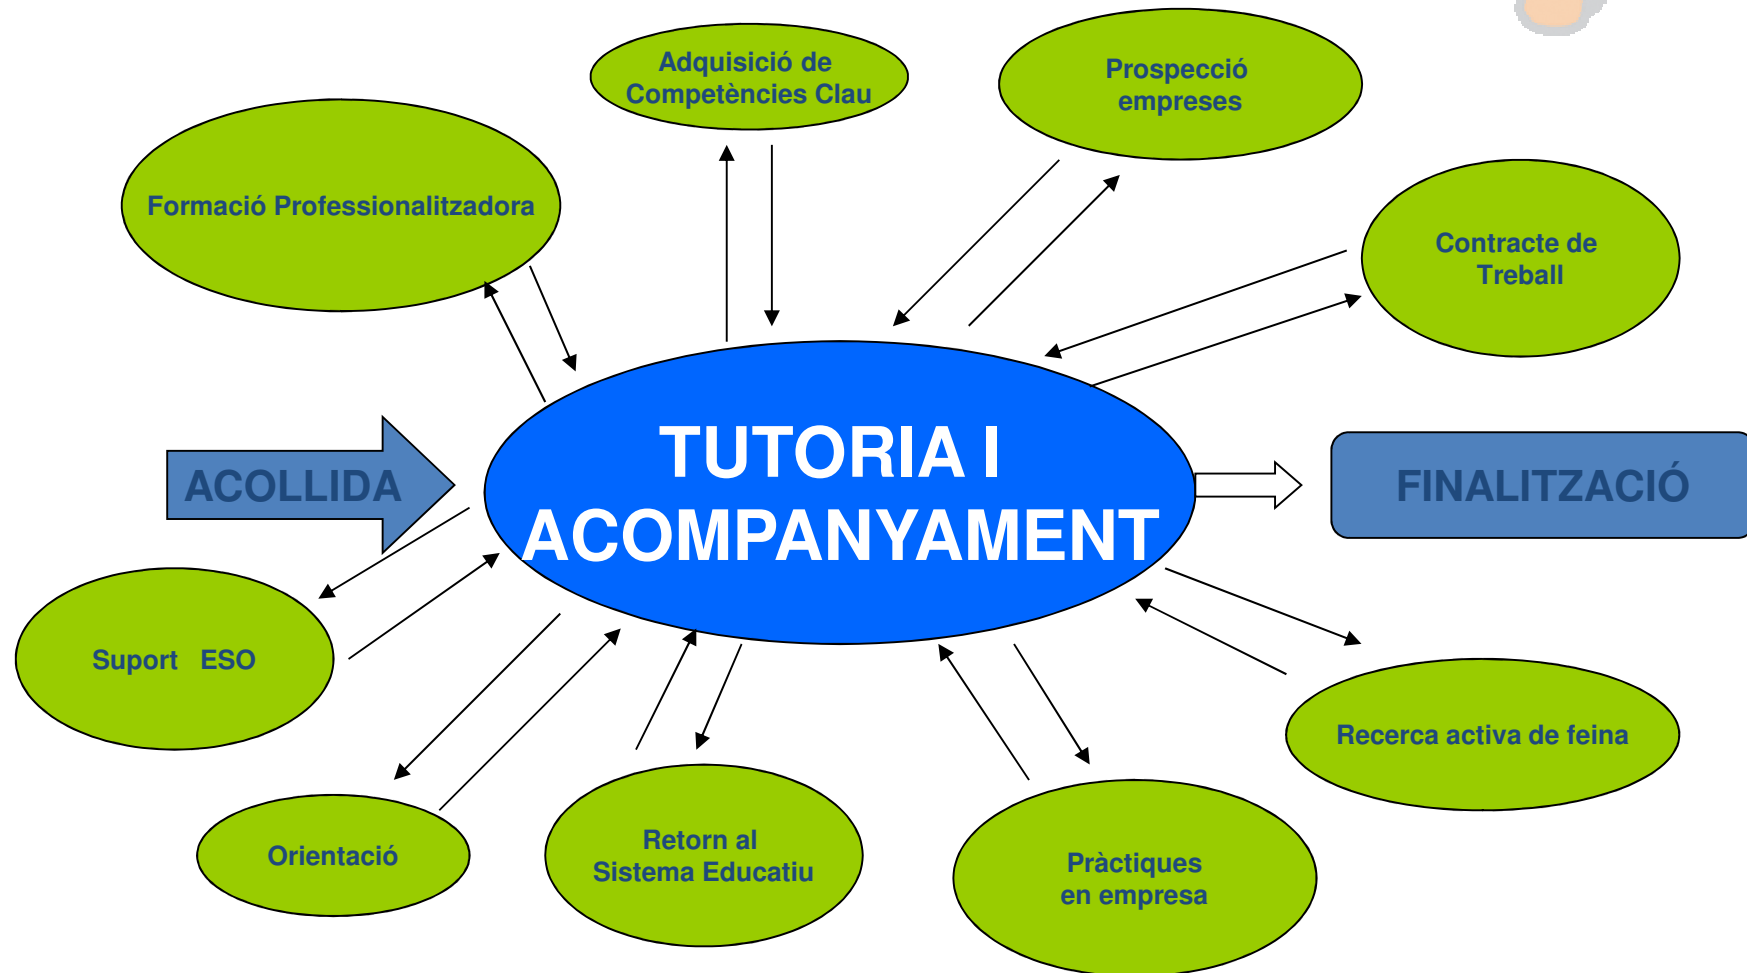 Adquisició de
Competències Clau
Prospecció
empreses
Formació Professionalitzadora
Contracte de
Treball
TUTORIA I
ACOMPANYAMENT
ACOLLIDA
FINALITZACIÓ
Suport ESO
Recerca activa de feina
Orientació
Retorn al
Sistema Educatiu
Pràctiques
en empresa